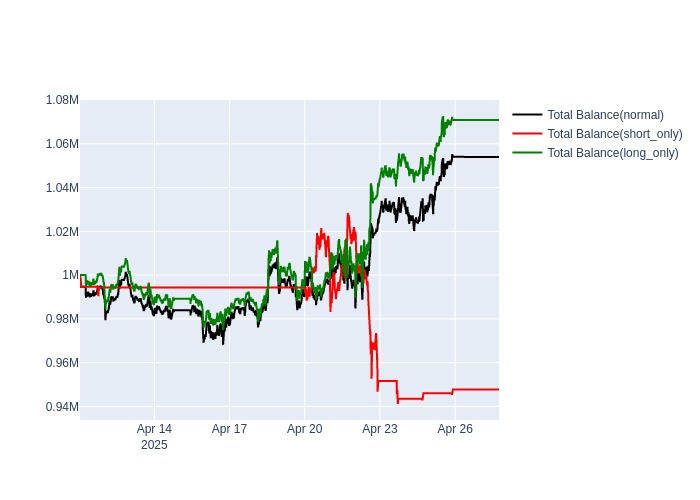 1.08M
1.06M
1.04M
1.02M
1M
0.98M
0.96M
0.94M
Apr 14
2025
Apr 17
Apr 20
Apr 23
Apr 26
Total Balance(normal)
Total Balance(short_only)
Total Balance(long_only)